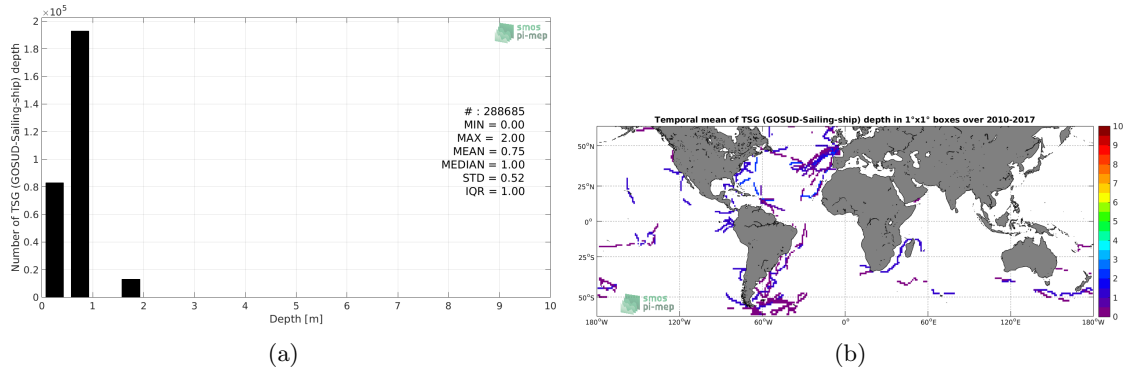 ×10⁵
2
1.8
1.6
1.4
1.2
1
0.8
0.6
0.4
0.2
0
Number of TSG (GOSUD-Sailing-ship) depth
smos
pi-mep
# : 288685
MIN = 0.00
MAX = 2.00
MEAN = 0.75
MEDIAN = 1.00
STD = 0.52
IQR = 1.00
0 1 2 3 4 5 6 7 8 9 10
Depth [m]
(a)
Temporal mean of TSG (GOSUD-Sailing-ship) depth in 1°x1° boxes over 2010-2017
50°N
25°N
0°
25°S
50°S
180°W 120°W 60°W 0° 60°E 120°E 180°W
smos
pi-mep
10
9
8
7
6
5
4
3
2
1
0
(b)